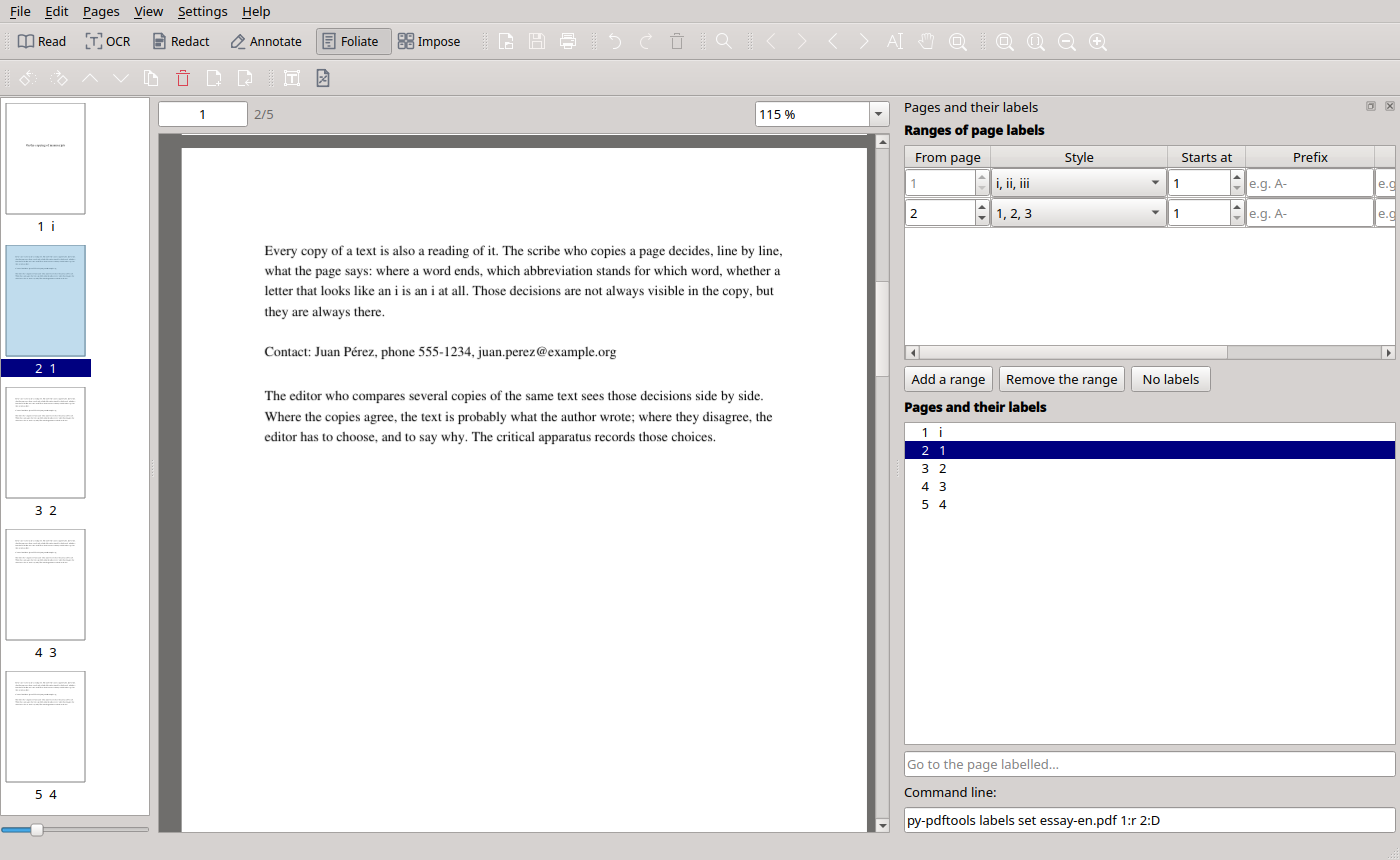 File Edit Pages View Settings Help
Read OCR Redact Annotate Foliate Impose
1 2/5 115 %
1 i
2 1
3 2
4 3
5 4
Every copy of a text is also a reading of it. The scribe who copies a page decides, line by line,
what the page says: where a word ends, which abbreviation stands for which word, whether a
letter that looks like an i is an i at all. Those decisions are not always visible in the copy, but
they are always there.
Contact: Juan Pérez, phone 555-1234, juan.perez@example.org
The editor who compares several copies of the same text sees those decisions side by side.
Where the copies agree, the text is probably what the author wrote; where they disagree, the
editor has to choose, and to say why. The critical apparatus records those choices.
Pages and their labels
Ranges of page labels
From page Style Starts at Prefix
1 i, ii, iii 1 e.g. A- e.g
2 1, 2, 3 1 e.g. A- e.g
Add a range Remove the range No labels
Pages and their labels
1 i
2 1
3 2
4 3
5 4
Go to the page labelled...
Command line:
py-pdftools labels set essay-en.pdf 1:r 2:D